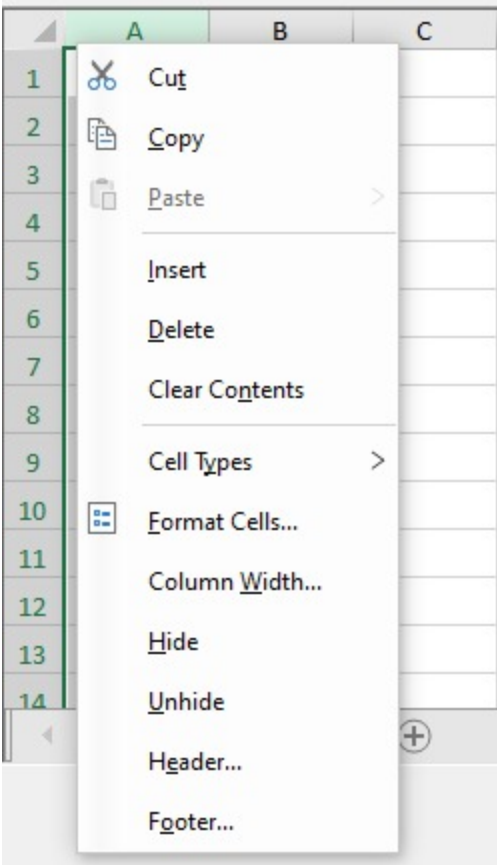 A B C
1 Cut
2 Copy
3 Paste
4
5 Insert
6 Delete
7
8 Clear Contents
9 Cell Types
10 Format Cells...
11
12 Column Width...
13 Hide
14 Unhide
Header...
Footer...